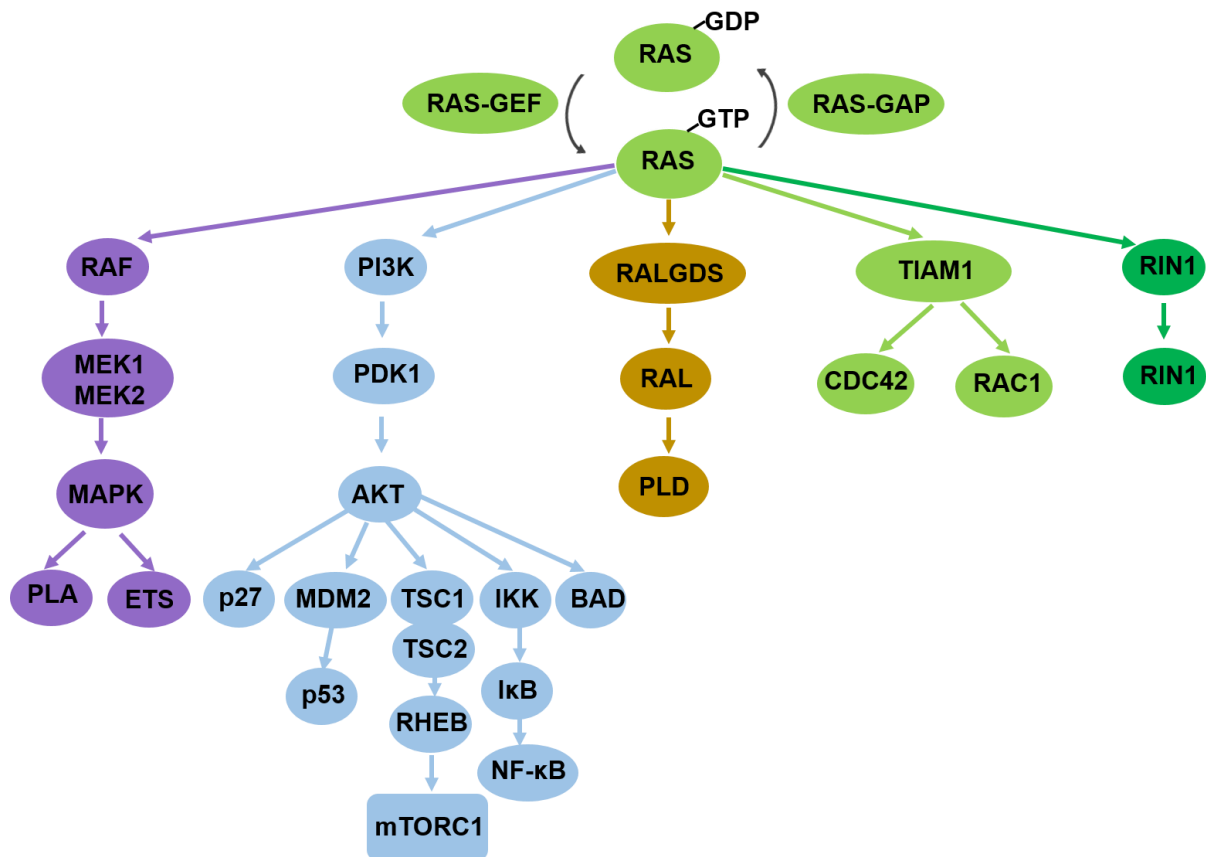 GDP
RAS
RAS-GEF
RAS-GAP
GTP
RAS
RAF
PI3K
RALGDS
TIAM1
RIN1
MEK1
MEK2
PDK1
RAL
CDC42
RAC1
RIN1
MAPK
AKT
PLD
PLA
ETS
p27
MDM2
TSC1
IKK
BAD
TSC2
p53
IκB
RHEB
NF-κB
mTORC1